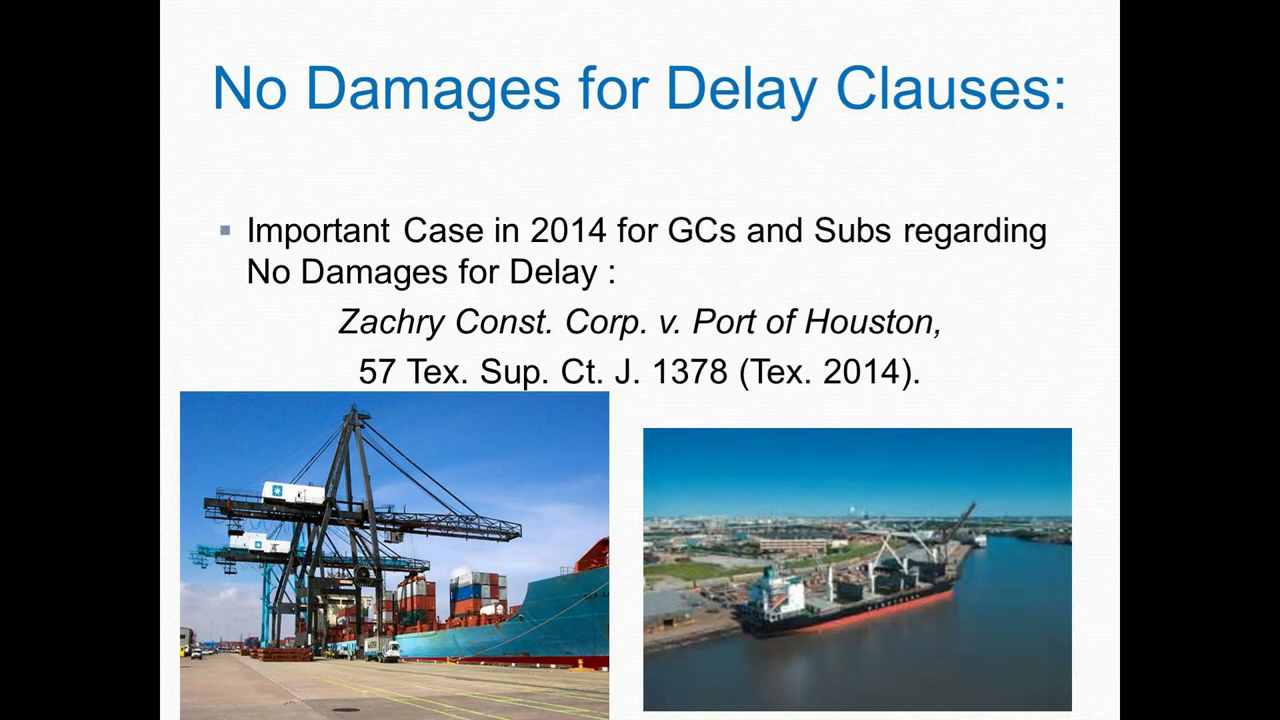 No Damages for Delay Clauses:
Important Case in 2014 for GCs and Subs regarding
No Damages for Delay :
Zachry Const. Corp. v. Port of Houston,
57 Tex. Sup. Ct. J. 1378 (Tex. 2014).